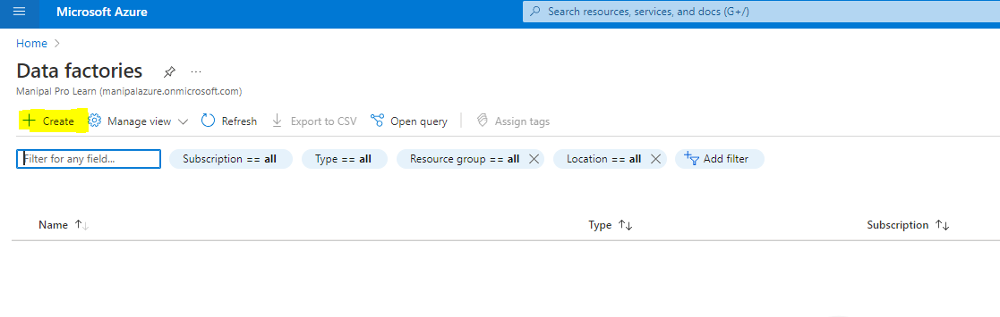 Microsoft Azure
Search resources, services, and docs (G+/)
Home >
Data factories ...
Manipal Pro Learn (manipalazure.onmicrosoft.com)
+ Create Manage view Refresh Export to CSV Open query Assign tags
Filter for any field... Subscription == all Type == all Resource group == all Location == all Add filter
Name ↑↓ Type ↑↓ Subscription ↑↓